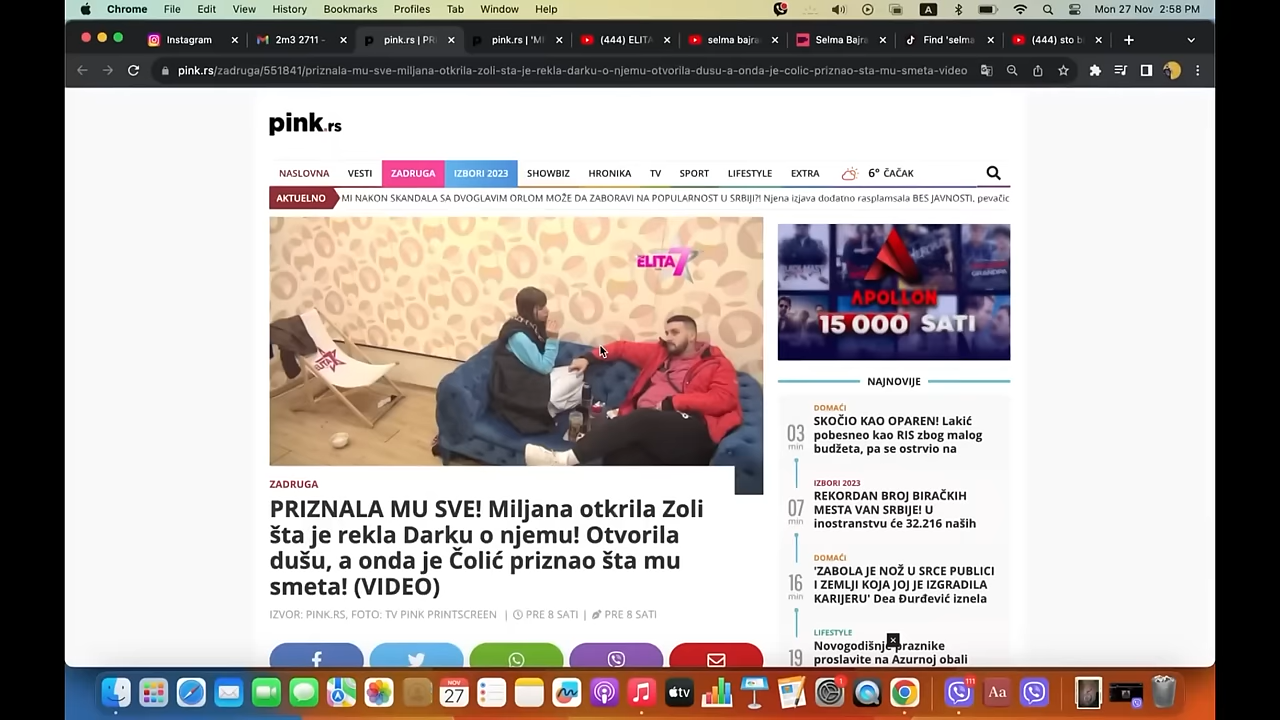 Chrome File Edit View History Bookmarks Profiles Tab Window Help A Mon 27 Nov 2:58 PM
Instagram
2m3 2711 -
pink.rs | PR
pink.rs | 'M
(444) ELITA
selma bajra
Selma Bajra
Find 'selma
(444) sto b
pink.rs/zadruga/551841/priznala-mu-sve-miljana-otkrila-zoli-sta-je-rekla-darku-o-njemu-otvorila-dusu-a-onda-je-colic-priznao-sta-mu-smeta-video
pink.rs
NASLOVNA VESTI ZADRUGA IZBORI 2023 SHOWBIZ HRONIKA TV SPORT LIFESTYLE EXTRA 6° ČAČAK
AKTUELNO MI NAKON SKANDALA SA DVOGLAVIM ORLOM MOŽE DA ZABORAVI NA POPULARNOST U SRBIJI?! Njena izjava dodatno rasplamsala BES JAVNOSTI, pevačic
ELITA 7
ELITA
ZADRUGA
PRIZNALA MU SVE! Miljana otkrila Zoli
šta je rekla Darku o njemu! Otvorila
dušu, a onda je Čolić priznao šta mu
smeta! (VIDEO)
IZVOR: PINK.RS, FOTO: TV PINK PRINTSCREEN | PRE 8 SATI | PRE 8 SATI
APOLLON
15 000 SATI
NAJNOVIJE
03 min
DOMAĆI
SKOČIO KAO OPAREN! Lakić
pobesneo kao RIS zbog malog
budžeta, pa se ostrvio na
07 min
IZBORI 2023
REKORDAN BROJ BIRAČKIH
MESTA VAN SRBIJE! U
inostranstvu će 32.216 naših
16 min
DOMAĆI
'ZABOLA JE NOŽ U SRCE PUBLICI
I ZEMLJI KOJA JOJ JE IZGRADILA
KARIJERU' Dea Đurđević iznela
19
LIFESTYLE
Novogodišnje praznike
proslavite na Azurnoj obali
NOV
27
tv
1
111
Aa